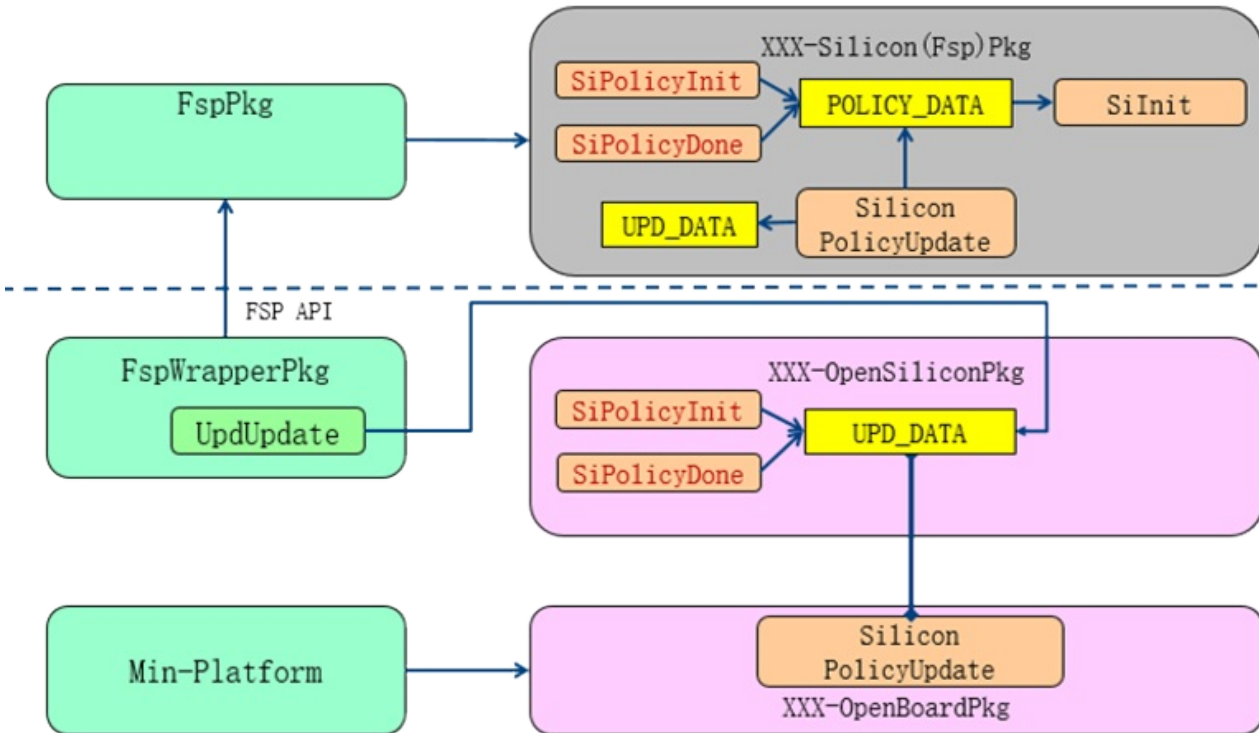 XXX-Silicon(Fsp)Pkg
FspPkg
SiPolicyInit
POLICY_DATA
SiInit
SiPolicyDone
Silicon
PolicyUpdate
UPD_DATA
FSP API
FspWrapperPkg
UpdUpdate
XXX-OpenSiliconPkg
SiPolicyInit
UPD_DATA
SiPolicyDone
Min-Platform
Silicon
PolicyUpdate
XXX-OpenBoardPkg